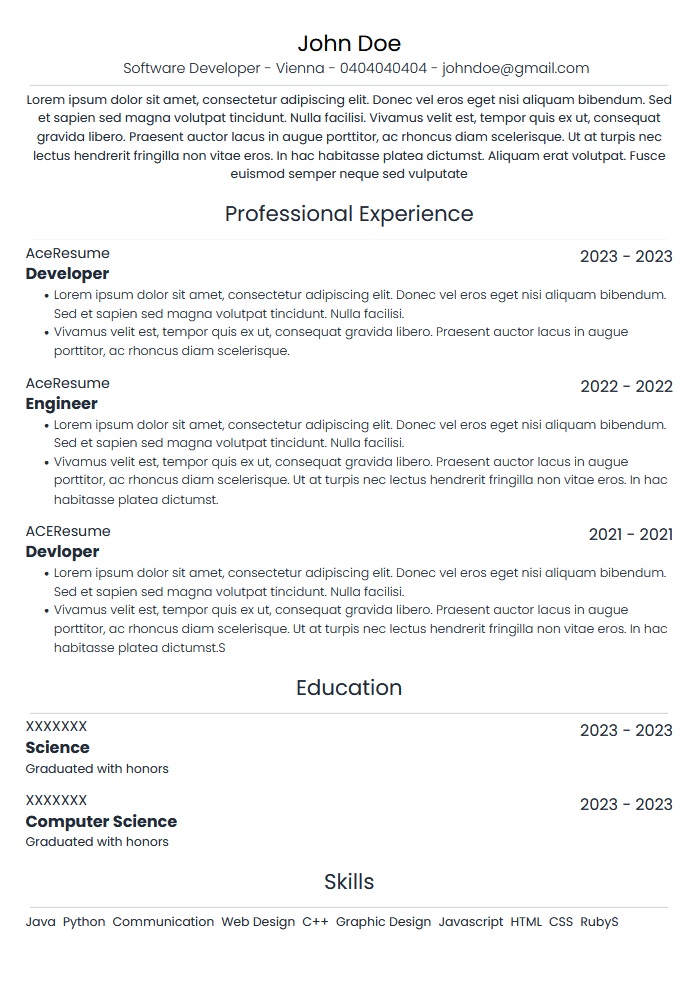 John Doe
Software Developer - Vienna - 0404040404 - johndoe@gmail.com
Lorem ipsum dolor sit amet, consectetur adipiscing elit. Donec vel eros eget nisi aliquam bibendum. Sed
et sapien sed magna volutpat tincidunt. Nulla facilisi. Vivamus velit est, tempor quis ex ut, consequat
gravida libero. Praesent auctor lacus in augue porttitor, ac rhoncus diam scelerisque. Ut at turpis nec
lectus hendrerit fringilla non vitae eros. In hac habitasse platea dictumst. Aliquam erat volutpat. Fusce
euismod semper neque sed vulputate
Professional Experience
AceResume
2023 - 2023
Developer
• Lorem ipsum dolor sit amet, consectetur adipiscing elit. Donec vel eros eget nisi aliquam bibendum.
Sed et sapien sed magna volutpat tincidunt. Nulla facilisi.
• Vivamus velit est, tempor quis ex ut, consequat gravida libero. Praesent auctor lacus in augue
porttitor, ac rhoncus diam scelerisque.
AceResume
2022 - 2022
Engineer
• Lorem ipsum dolor sit amet, consectetur adipiscing elit. Donec vel eros eget nisi aliquam bibendum.
Sed et sapien sed magna volutpat tincidunt. Nulla facilisi.
• Vivamus velit est, tempor quis ex ut, consequat gravida libero. Praesent auctor lacus in augue
porttitor, ac rhoncus diam scelerisque. Ut at turpis nec lectus hendrerit fringilla non vitae eros. In hac
habitasse platea dictumst.
ACEResume
2021 - 2021
Devloper
• Lorem ipsum dolor sit amet, consectetur adipiscing elit. Donec vel eros eget nisi aliquam bibendum.
Sed et sapien sed magna volutpat tincidunt. Nulla facilisi.
• Vivamus velit est, tempor quis ex ut, consequat gravida libero. Praesent auctor lacus in augue
porttitor, ac rhoncus diam scelerisque. Ut at turpis nec lectus hendrerit fringilla non vitae eros. In hac
habitasse platea dictumst.S
Education
XXXXXXX
2023 - 2023
Science
Graduated with honors
XXXXXXX
2023 - 2023
Computer Science
Graduated with honors
Skills
Java Python Communication Web Design C++ Graphic Design Javascript HTML CSS RubyS